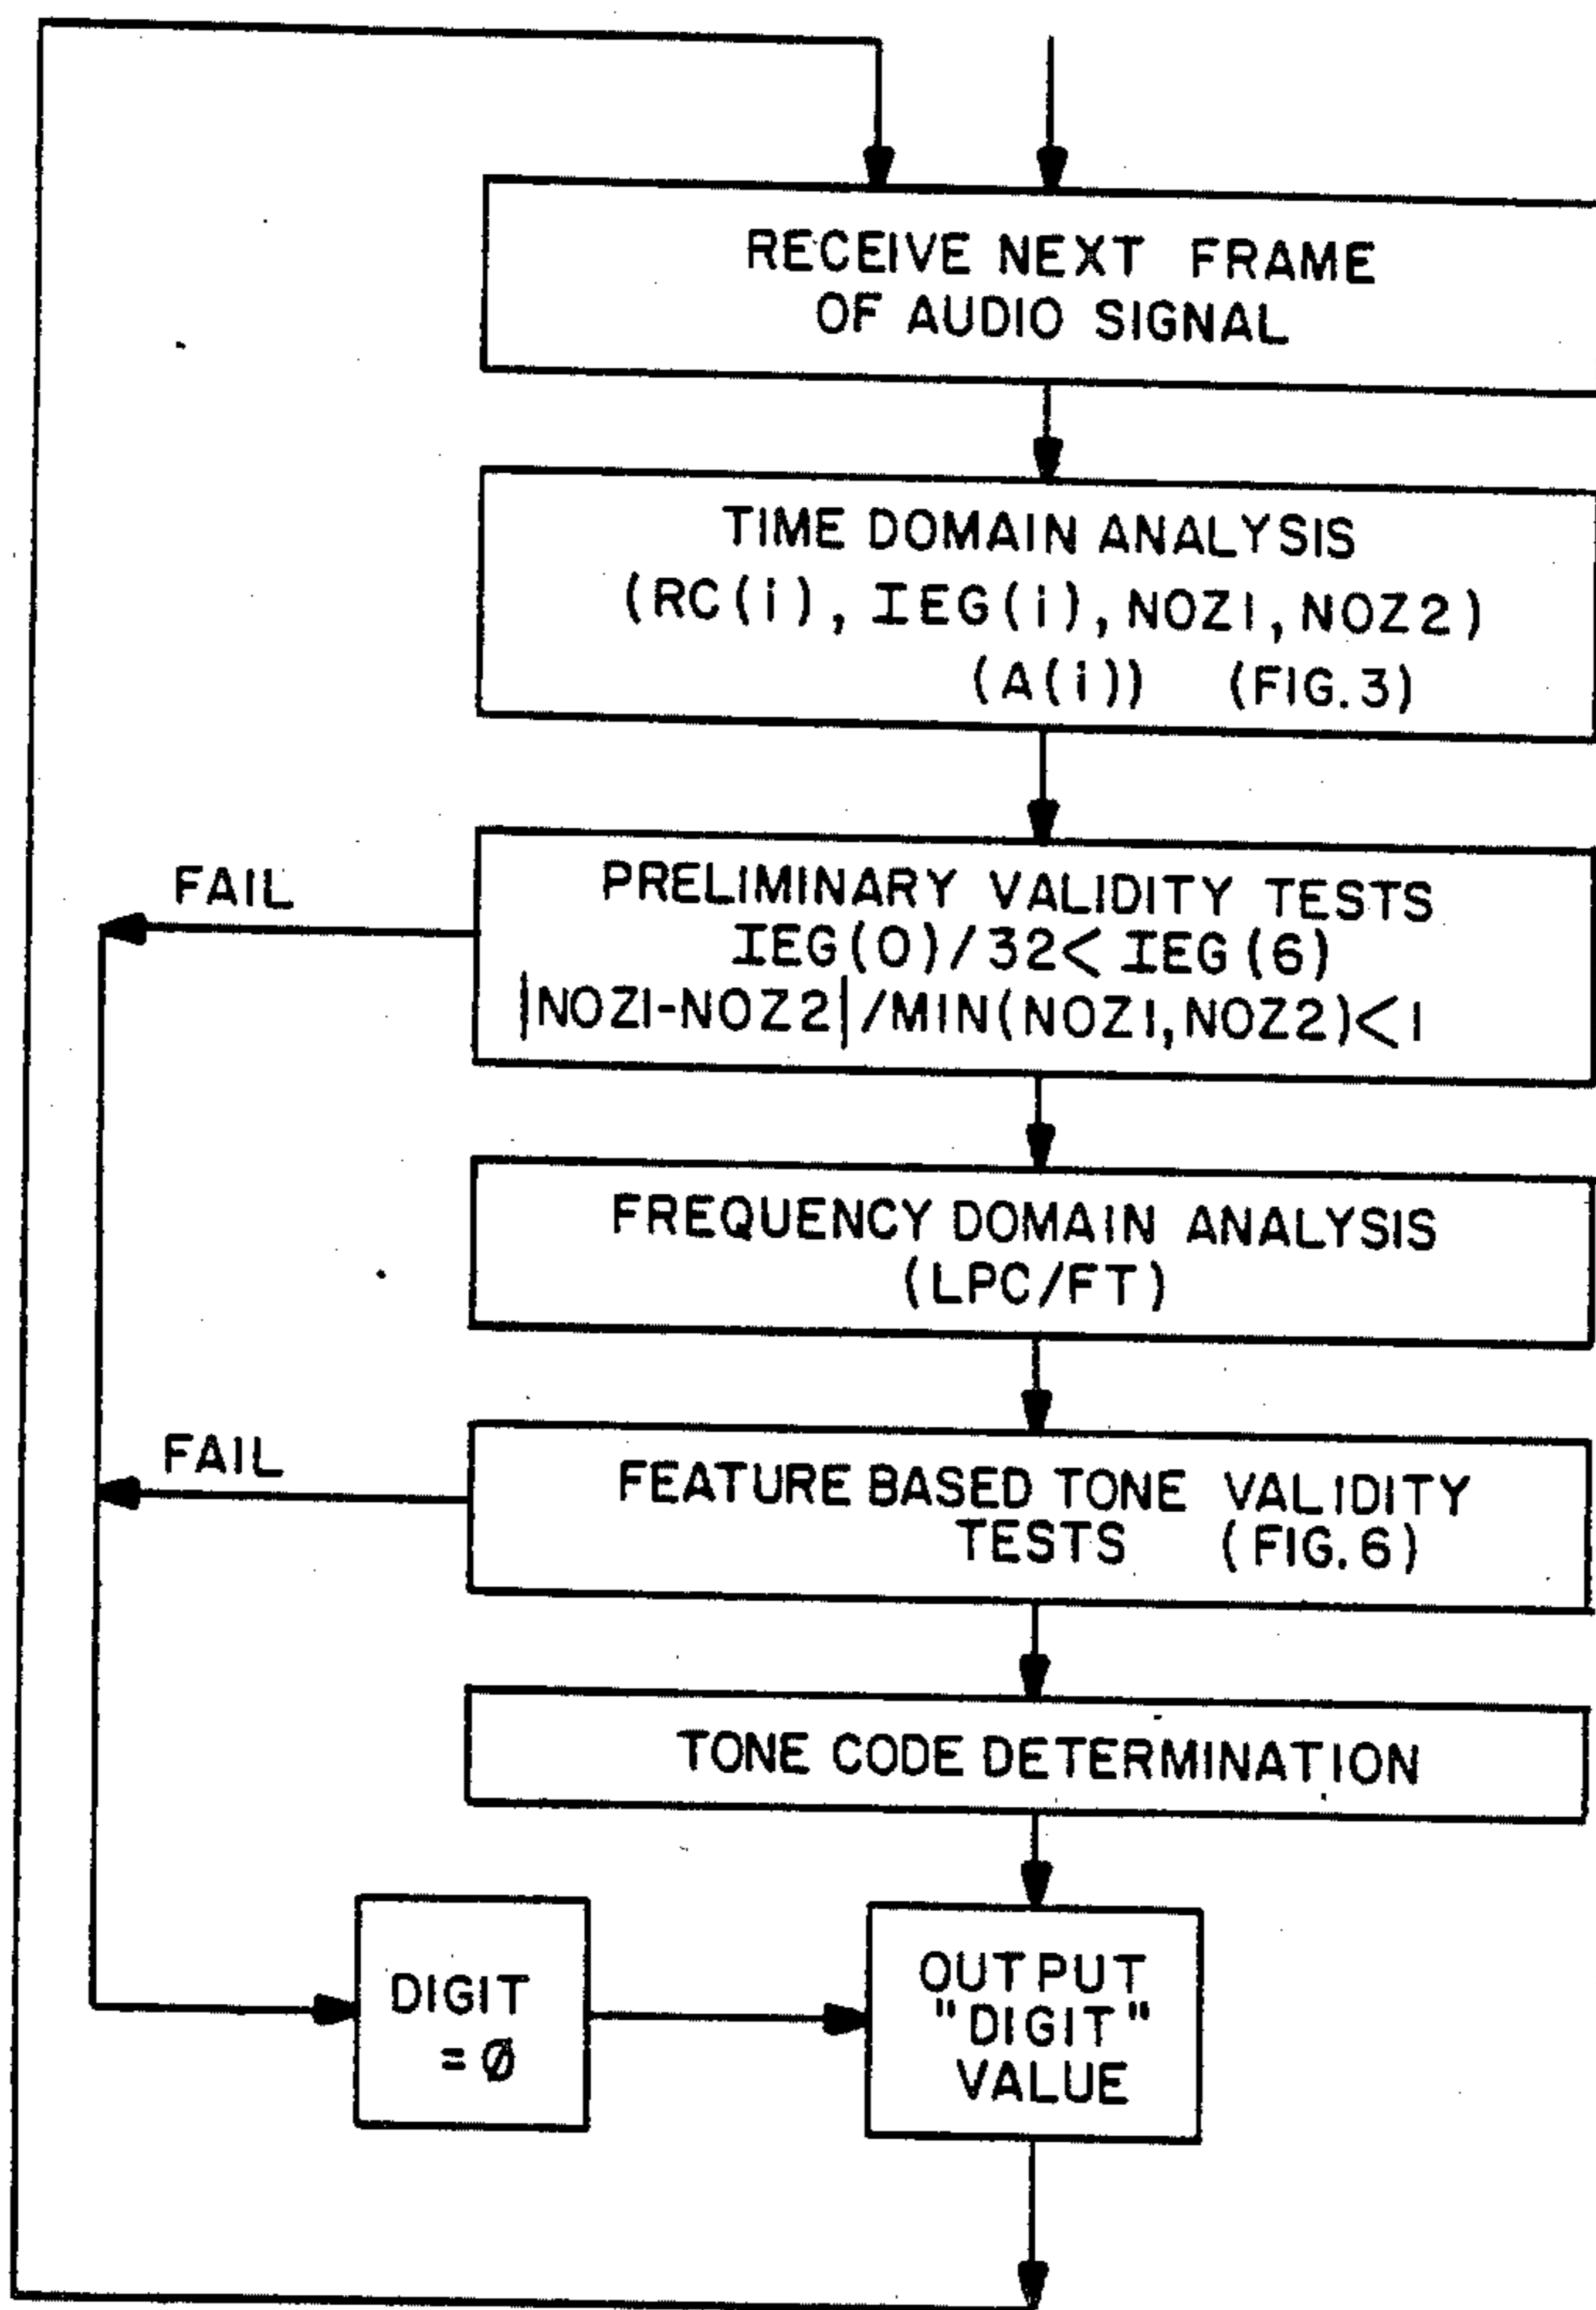 RECEIVE NEXT FRAME
OF AUDIO SIGNAL
TIME DOMAIN ANALYSIS
(RC(i), IEG(i), NOZ1, NOZ2)
(A(i)) (FIG.3)
FAIL
PRELIMINARY VALIDITY TESTS
IEG(0)/32< IEG(6)
|NOZ1-NOZ2|/MIN(NOZ1,NOZ2)<1
FREQUENCY DOMAIN ANALYSIS
(LPC/FT)
FAIL
FEATURE BASED TONE VALIDITY
TESTS (FIG.6)
TONE CODE DETERMINATION
DIGIT
=Ø
OUTPUT
"DIGIT"
VALUE